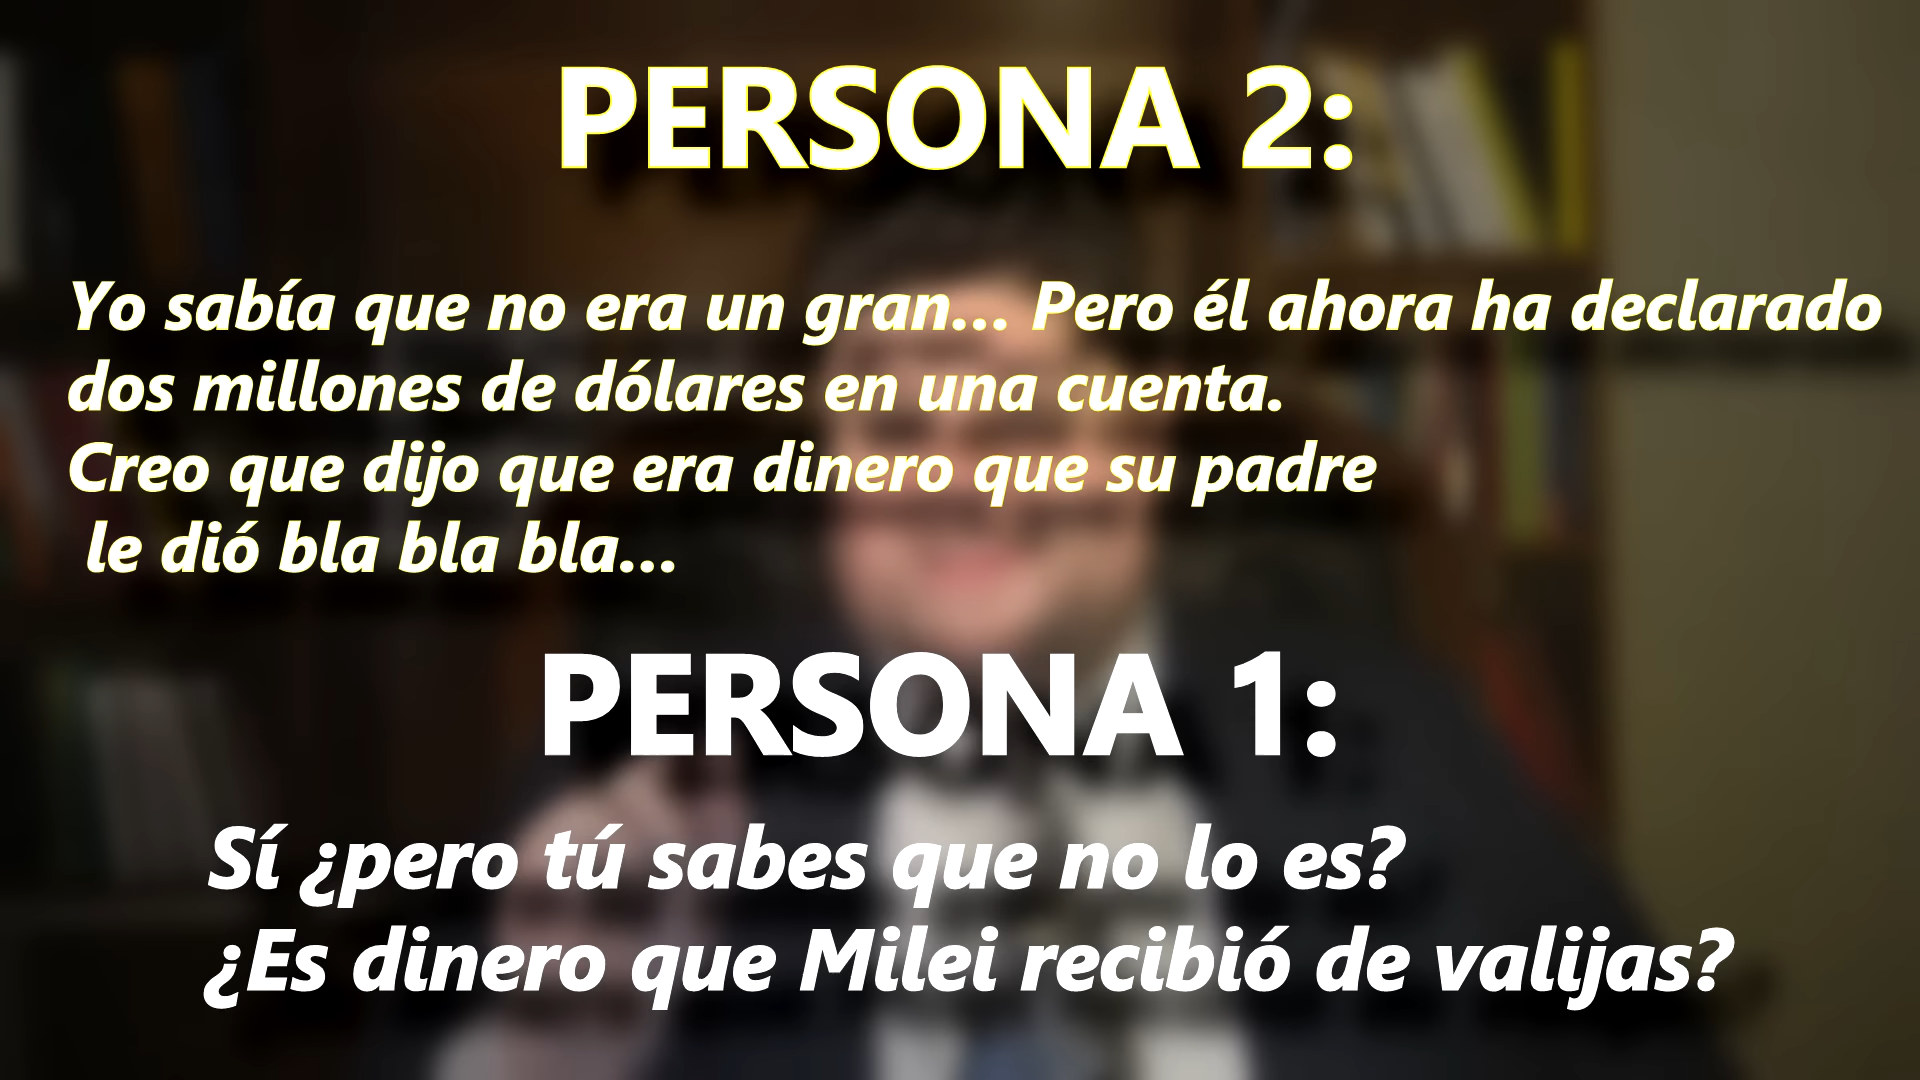 PERSONA 2:
Yo sabía que no era un gran... Pero él ahora ha declarado
dos millones de dólares en una cuenta.
Creo que dijo que era dinero que su padre
le dió bla bla bla...
PERSONA 1:
Sí ¿pero tú sabes que no lo es?
¿Es dinero que Milei recibió de valijas?